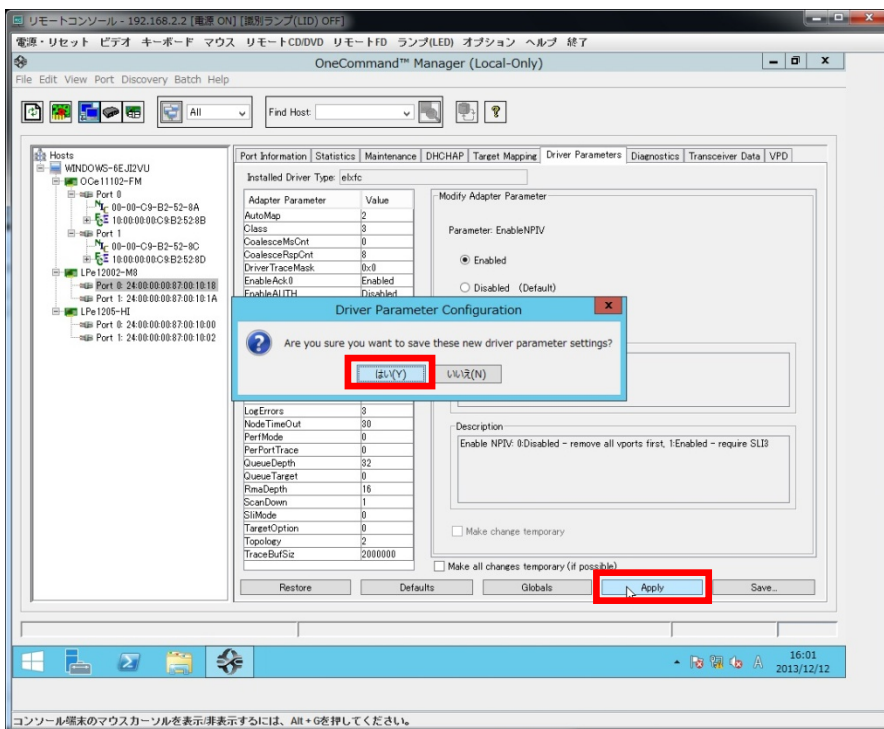 リモートコンソール - 192.168.2.2 [電源 ON] [識別ランプ(LID) OFF]
電源・リセット ビデオ キーボード マウス リモートCD/DVD リモートFD ランプ(LED) オプション ヘルプ 終了
OneCommand™ Manager (Local-Only)
File Edit View Port Discovery Batch Help
All
Find Host:
Hosts
WINDOWS-6EJI2VU
OCe11102-FM
Port 0
00-00-C9-B2-52-8A
10:00:00:00:C9:B2:52:8B
Port 1
00-00-C9-B2-52-8C
10:00:00:00:C9:B2:52:8D
LPe12002-M8
Port 0: 24:00:00:00:87:00:10:18
Port 1: 24:00:00:00:87:00:10:1A
LPe1205-HI
Port 0: 24:00:00:00:87:00:10:00
Port 1: 24:00:00:00:87:00:10:02
Port Information Statistics Maintenance DHCHAP Target Mapping Driver Parameters Diagnostics Transceiver Data VPD
Installed Driver Type: elxfc
Adapter Parameter Value
AutoMap 2
Class 3
CoalesceMsCnt 0
CoalesceRspCnt 8
DriverTraceMask 0x0
EnableAck0 Enabled
EnableAUTH Disabled
Modify Adapter Parameter
Parameter: EnableNPIV
Enabled
Disabled (Default)
Driver Parameter Configuration
Are you sure you want to save these new driver parameter settings?
はい(Y)
いいえ(N)
LogErrors 3
NodeTimeOut 30
PerfMode 0
PerPortTrace 0
QueueDepth 32
QueueTarget 0
RmaDepth 16
ScanDown 1
SliMode 0
TargetOption 0
Topology 2
TraceBufSiz 2000000
Description
Enable NPIV: 0:Disabled - remove all vports first, 1:Enabled - require SLI3
Make change temporary
Make all changes temporary (if possible)
Restore Defaults Globals Apply Save...
A
16:01
2013/12/12
コンソール端末のマウスカーソルを表示/非表示するには、Alt+Gを押してください。